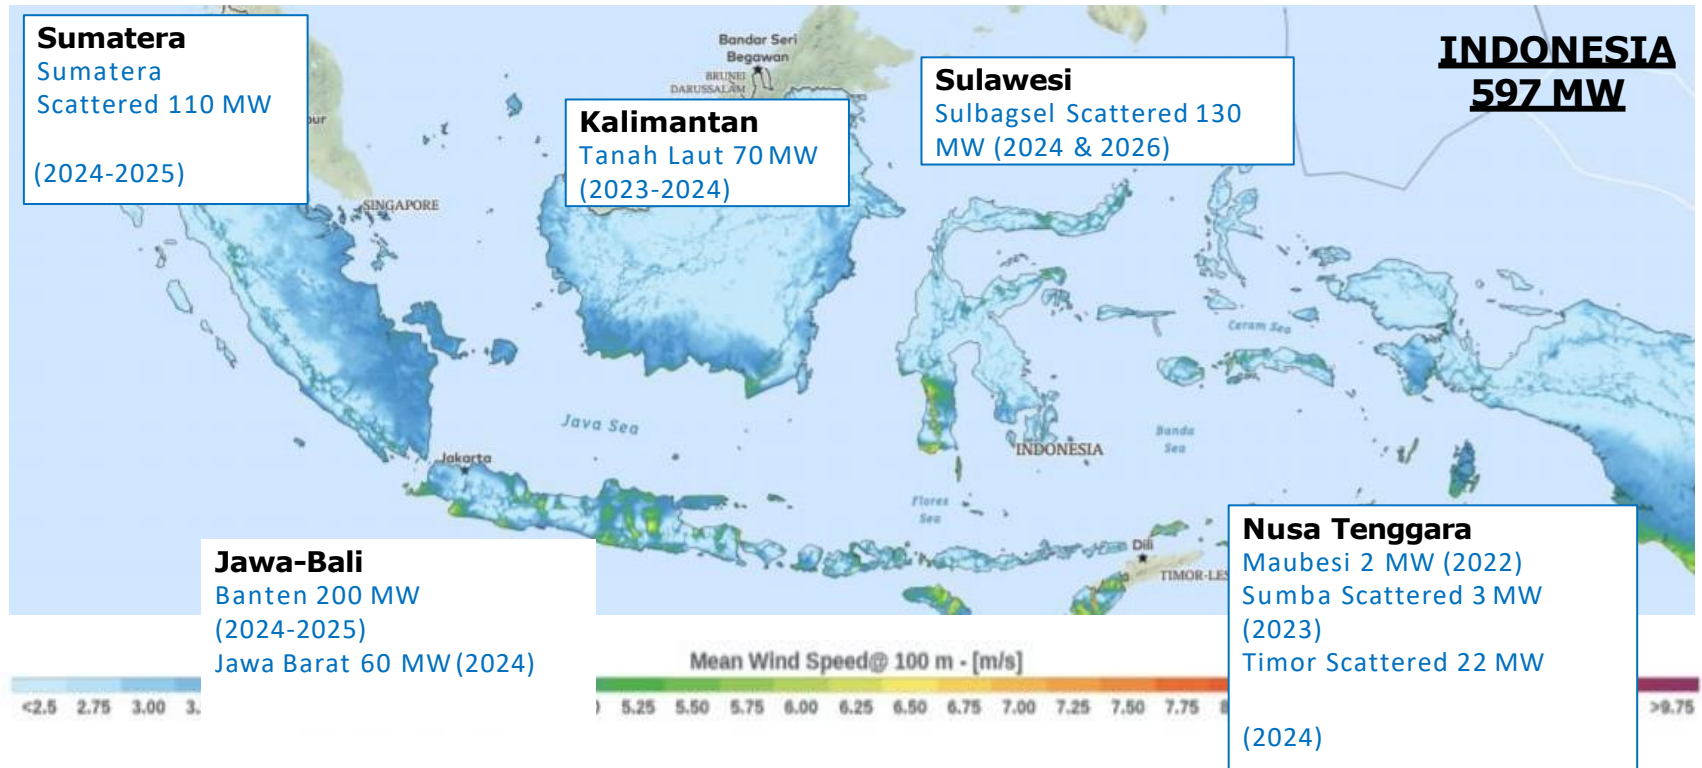 Sumatera
Sumatera
Scattered 110 MW
(2024-2025)
Bandar Seri
Begawan
BRUNEI
DARUSSALAM
Kalimantan
Tanah Laut 70 MW
(2023-2024)
Sulawesi
Sulbagsel Scattered 130
MW (2024 & 2026)
INDONESIA
597 MW
SINGAPORE
Ceram Sea
Java Sea
Banda
Sea
INDONESIA
Jakarta
Flores
Sea
Dili
TIMOR-LES
Jawa-Bali
Banten 200 MW
(2024-2025)
Jawa Barat 60 MW (2024)
Nusa Tenggara
Maubesi 2 MW (2022)
Sumba Scattered 3 MW
(2023)
Timor Scattered 22 MW
(2024)
Mean Wind Speed@ 100 m - [m/s]
<2.5 2.75 3.00 3. 5.25 5.50 5.75 6.00 6.25 6.50 6.75 7.00 7.25 7.50 7.75 >9.75